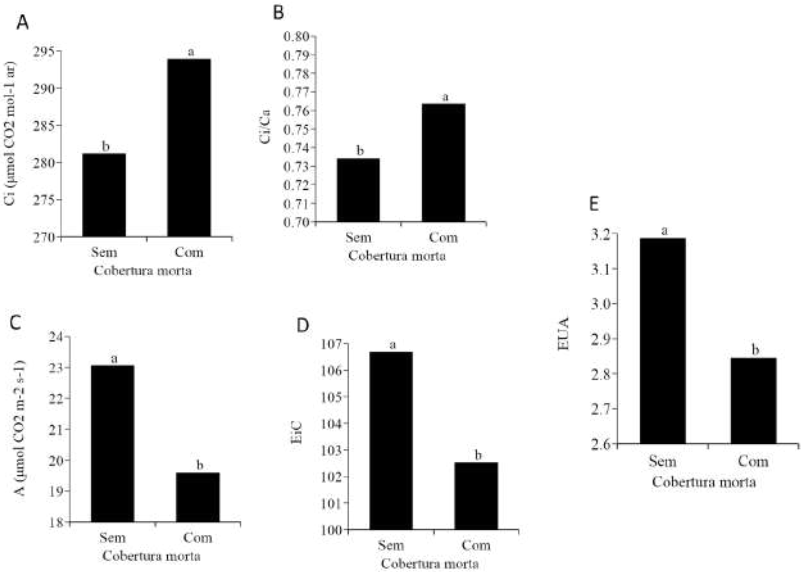 A
Ci (µmol CO2 mol-1 ar)
295
290
285
280
275
270
b
a
Sem Com
Cobertura morta
B
Ci/Ca
0.80
0.79
0.78
0.77
0.76
0.75
0.74
0.73
0.72
0.71
0.70
b
a
Sem Com
Cobertura morta
C
A (µmol CO2 m-2 s-1)
24
23
22
21
20
19
18
a
b
Sem Com
Cobertura morta
D
EiC
107
106
105
104
103
102
101
100
a
b
Sem Com
Cobertura morta
E
EUA
3.2
3.1
3.0
2.9
2.8
2.7
2.6
a
b
Sem Com
Cobertura morta